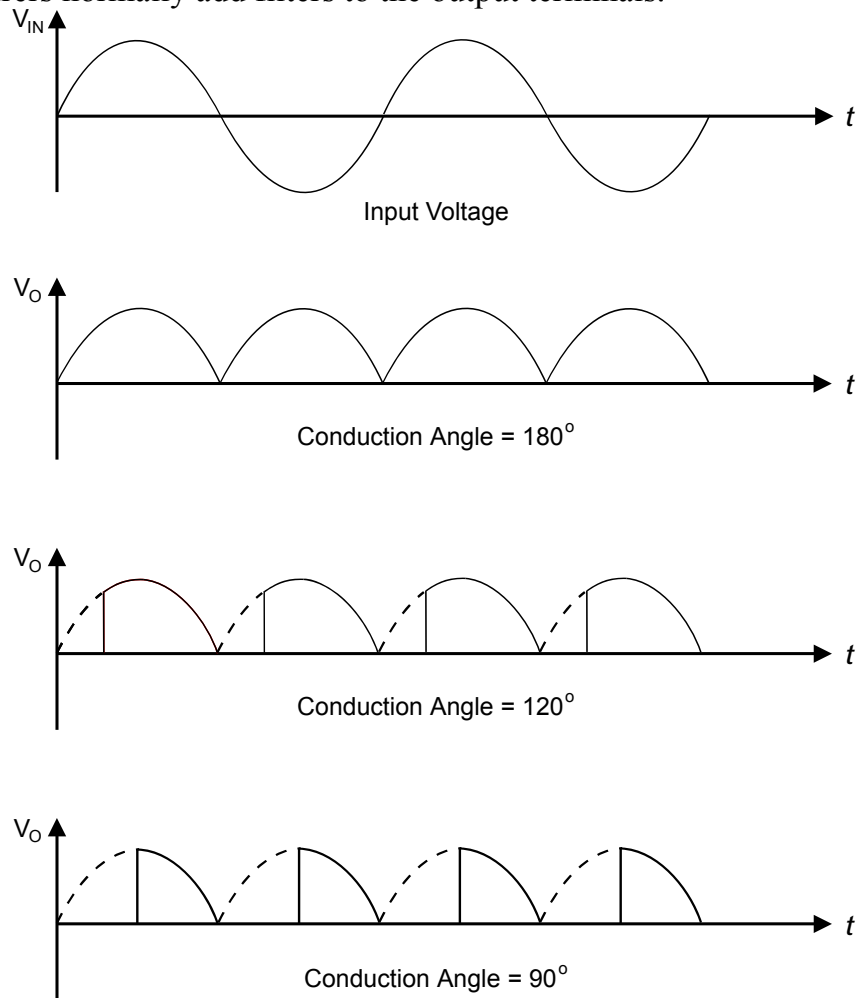 normally add filters to the output terminals.
V_IN
t
Input Voltage
V_O
t
Conduction Angle = 180°
V_O
t
Conduction Angle = 120°
V_O
t
Conduction Angle = 90°